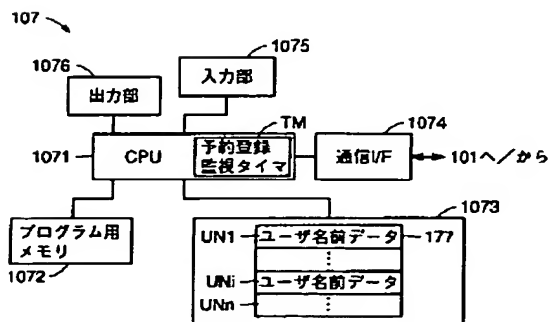 107
1075
1076
入力部
出力部
TM
1074
1071
CPU
予約登録
監視タイマ
通信I/F
101へ/から
1073
プログラム用
メモリ
1072
UN1
ユーザ名前データ
177
⋮
UNi
ユーザ名前データ
⋮
UNn